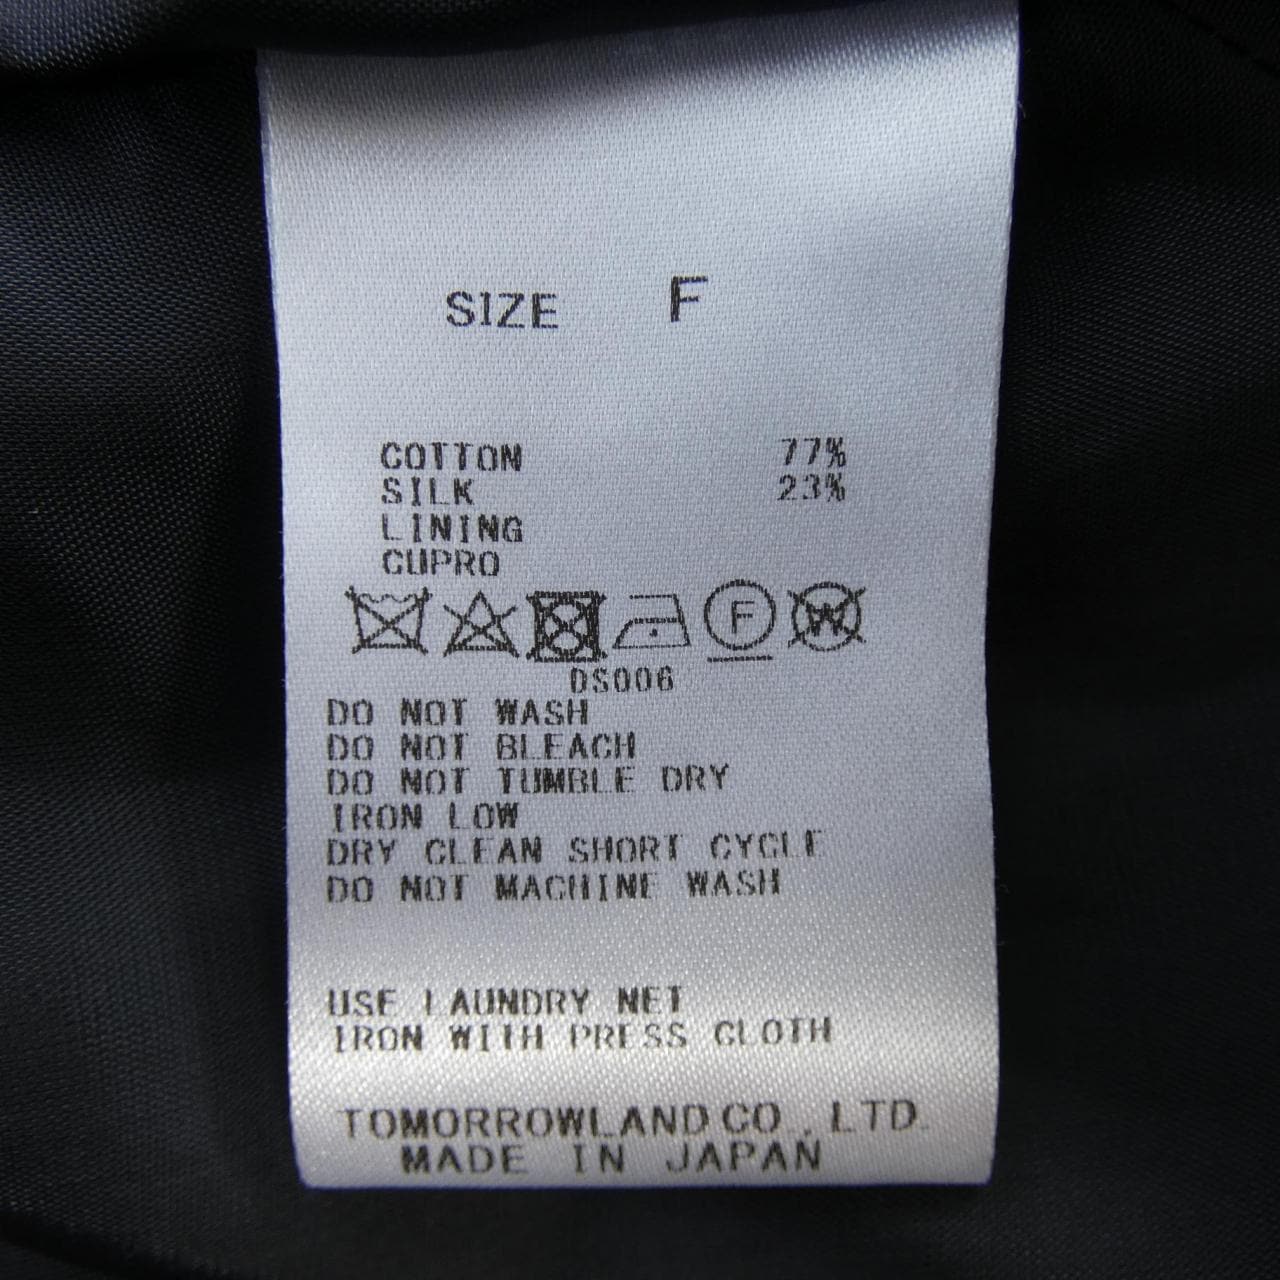 SIZE F
COTTON 77%
SILK 23%
LINING
CUPRO
F W
DS006
DO NOT WASH
DO NOT BLEACH
DO NOT TUMBLE DRY
IRON LOW
DRY CLEAN SHORT CYCLE
DO NOT MACHINE WASH
USE LAUNDRY NET
IRON WITH PRESS CLOTH
TOMORROWLAND CO., LTD.
MADE IN JAPAN